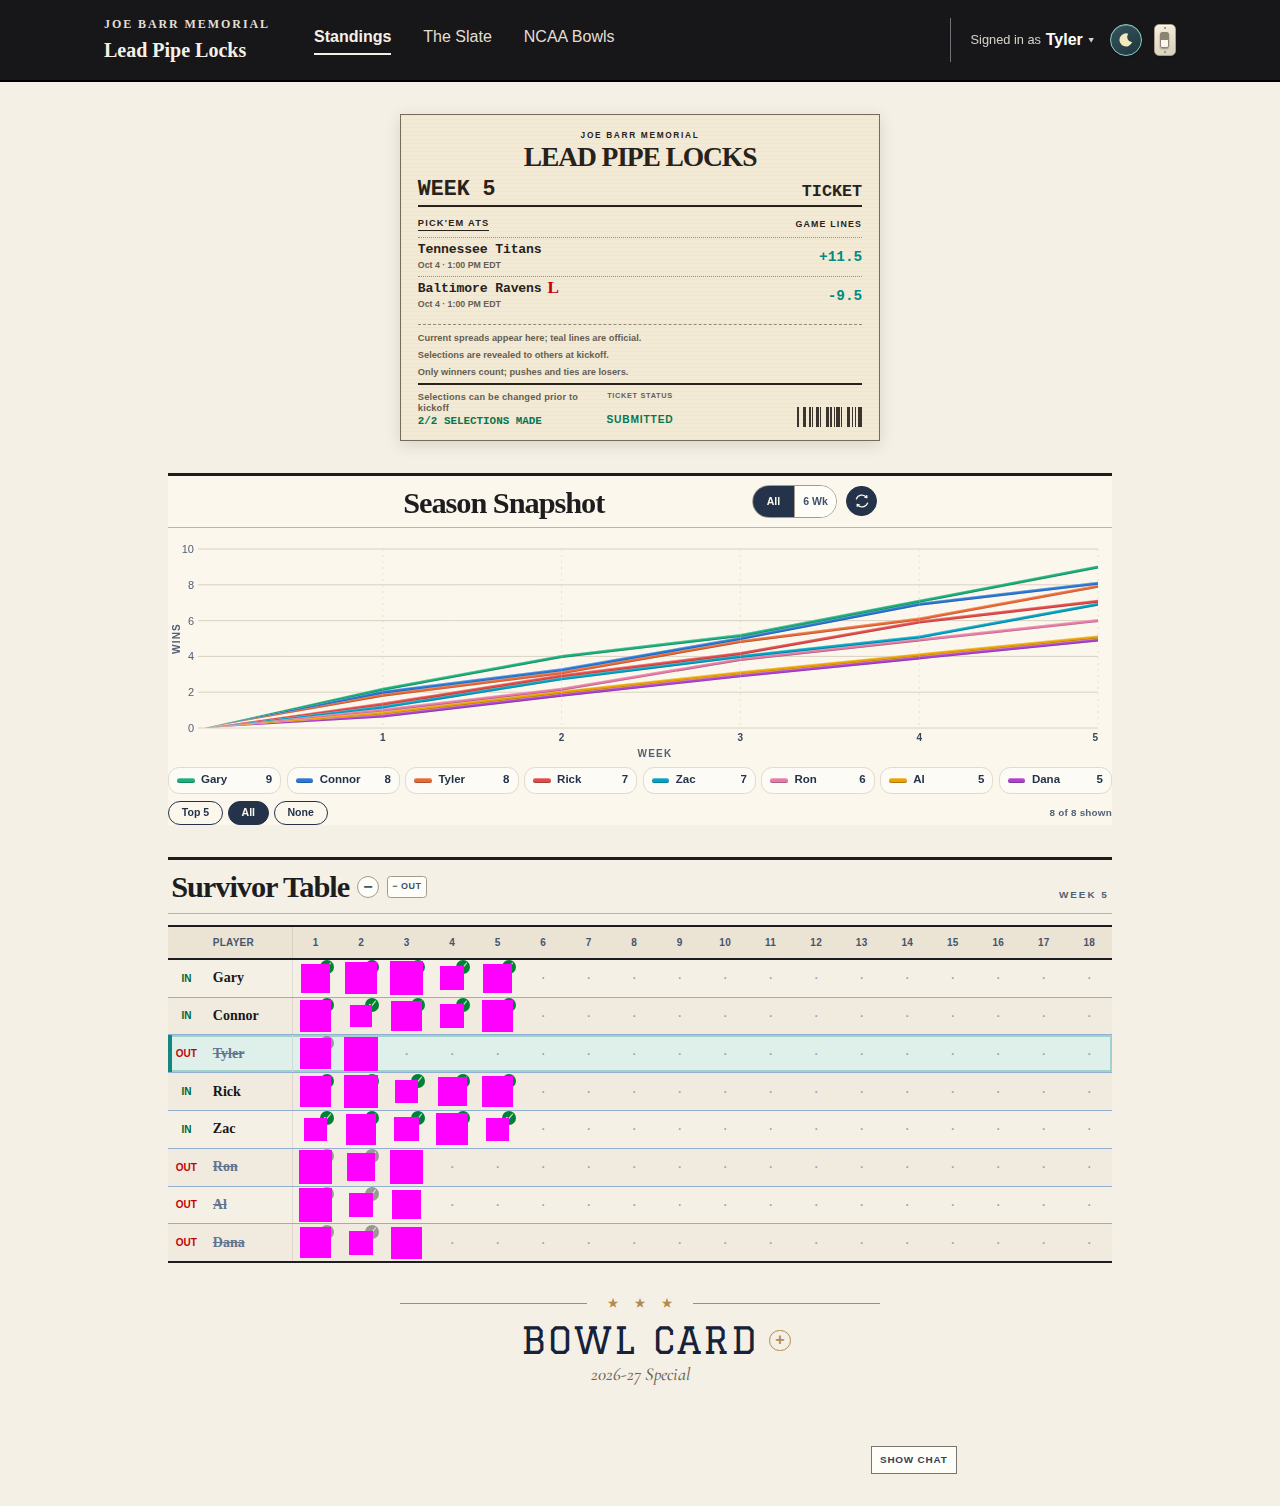 JOE BARR MEMORIAL
Lead Pipe Locks
Standings The Slate NCAA Bowls
Signed in as Tyler
JOE BARR MEMORIAL
LEAD PIPE LOCKS
WEEK 5 TICKET
PICK'EM ATS GAME LINES
Tennessee Titans +11.5
Oct 4 · 1:00 PM EDT
Baltimore Ravens L -9.5
Oct 4 · 1:00 PM EDT
Current spreads appear here; teal lines are official.
Selections are revealed to others at kickoff.
Only winners count; pushes and ties are losers.
Selections can be changed prior to kickoff
2/2 SELECTIONS MADE
TICKET STATUS
SUBMITTED
Season Snapshot
All 6 Wk
10
8
6
4
2
0
WINS
1 2 3 4 5
WEEK
Gary 9 Connor 8 Tyler 8 Rick 7 Zac 7 Ron 6 Al 5 Dana 5
Top 5 All None 8 of 8 shown
Survivor Table − − OUT WEEK 5
PLAYER 1 2 3 4 5 6 7 8 9 10 11 12 13 14 15 16 17 18
IN Gary
IN Connor
OUT Tyler
IN Rick
IN Zac
OUT Ron
OUT Al
OUT Dana
★ ★ ★
BOWL CARD +
2026-27 Special
SHOW CHAT